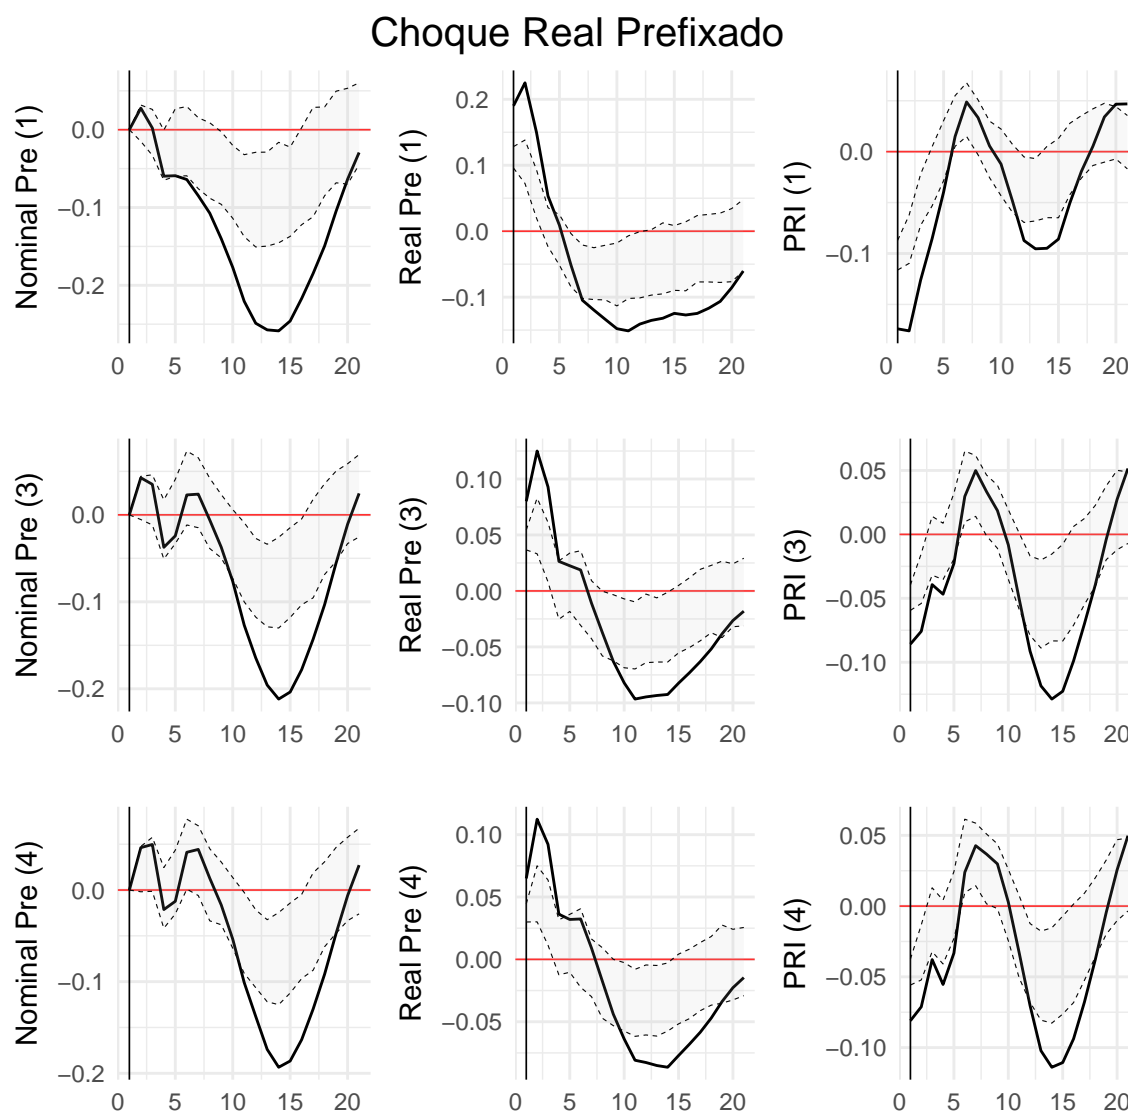 Choque Real Prefixado
Nominal Pre (1)
0.0
−0.1
−0.2
0 5 10 15 20
Real Pre (1)
0.2
0.1
0.0
−0.1
0 5 10 15 20
PRI (1)
0.0
−0.1
0 5 10 15 20
Nominal Pre (3)
0.0
−0.1
−0.2
0 5 10 15 20
Real Pre (3)
0.10
0.05
0.00
−0.05
−0.10
0 5 10 15 20
PRI (3)
0.05
0.00
−0.05
−0.10
0 5 10 15 20
Nominal Pre (4)
0.0
−0.1
−0.2
0 5 10 15 20
Real Pre (4)
0.10
0.05
0.00
−0.05
0 5 10 15 20
PRI (4)
0.05
0.00
−0.05
−0.10
0 5 10 15 20